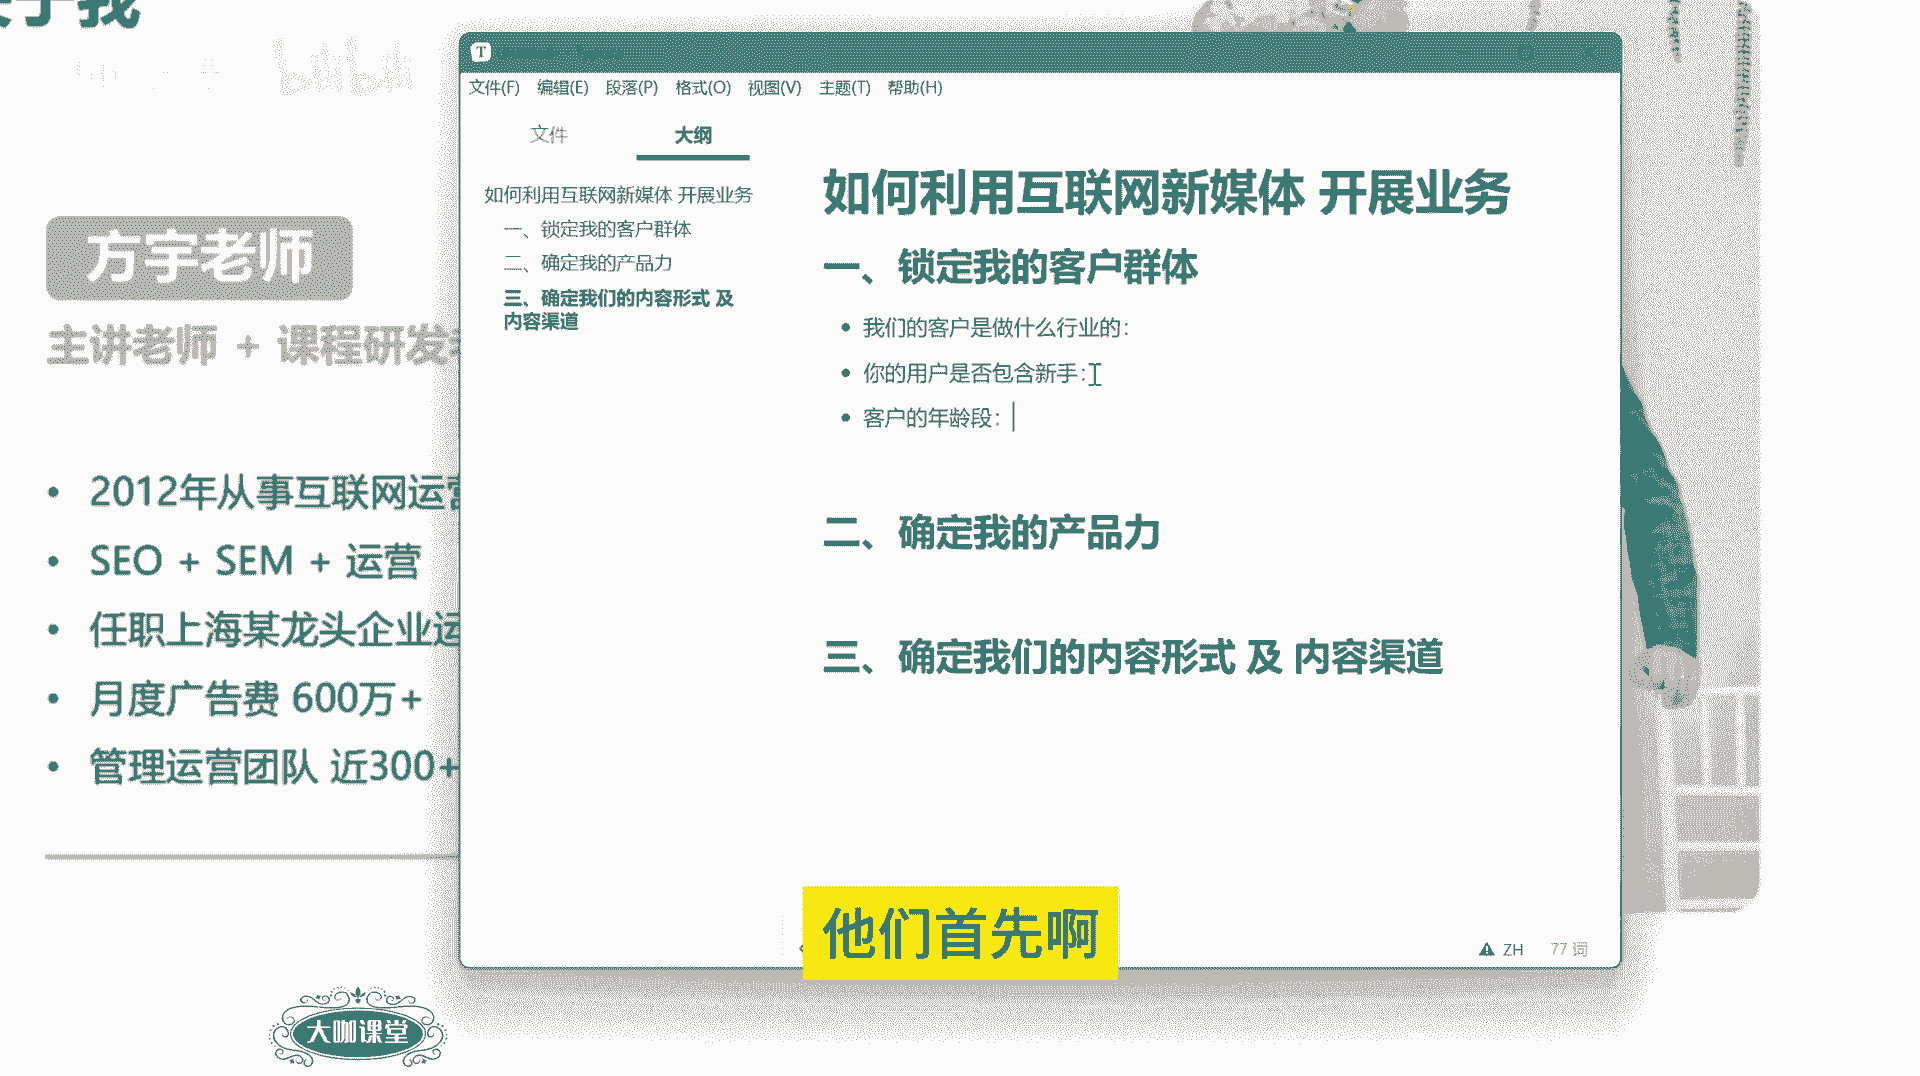 于我
bilibili
方宇老师
主讲老师 + 课程研发
2012年从事互联网运营
SEO + SEM + 运营
任职上海某龙头企业运
月度广告费 600万+
管理运营团队 近300+
大咖课堂
T
文件(F) 编辑(E) 段落(P) 格式(O) 视图(V) 主题(T) 帮助(H)
文件 大纲
如何利用互联网新媒体 开展业务
一、锁定我的客户群体
二、确定我的产品力
三、确定我们的内容形式 及
内容渠道
如何利用互联网新媒体 开展业务
一、锁定我的客户群体
我们的客户是做什么行业的：
你的用户是否包含新手：
客户的年龄段：
二、确定我的产品力
三、确定我们的内容形式 及 内容渠道
ZH 77 词
他们首先啊